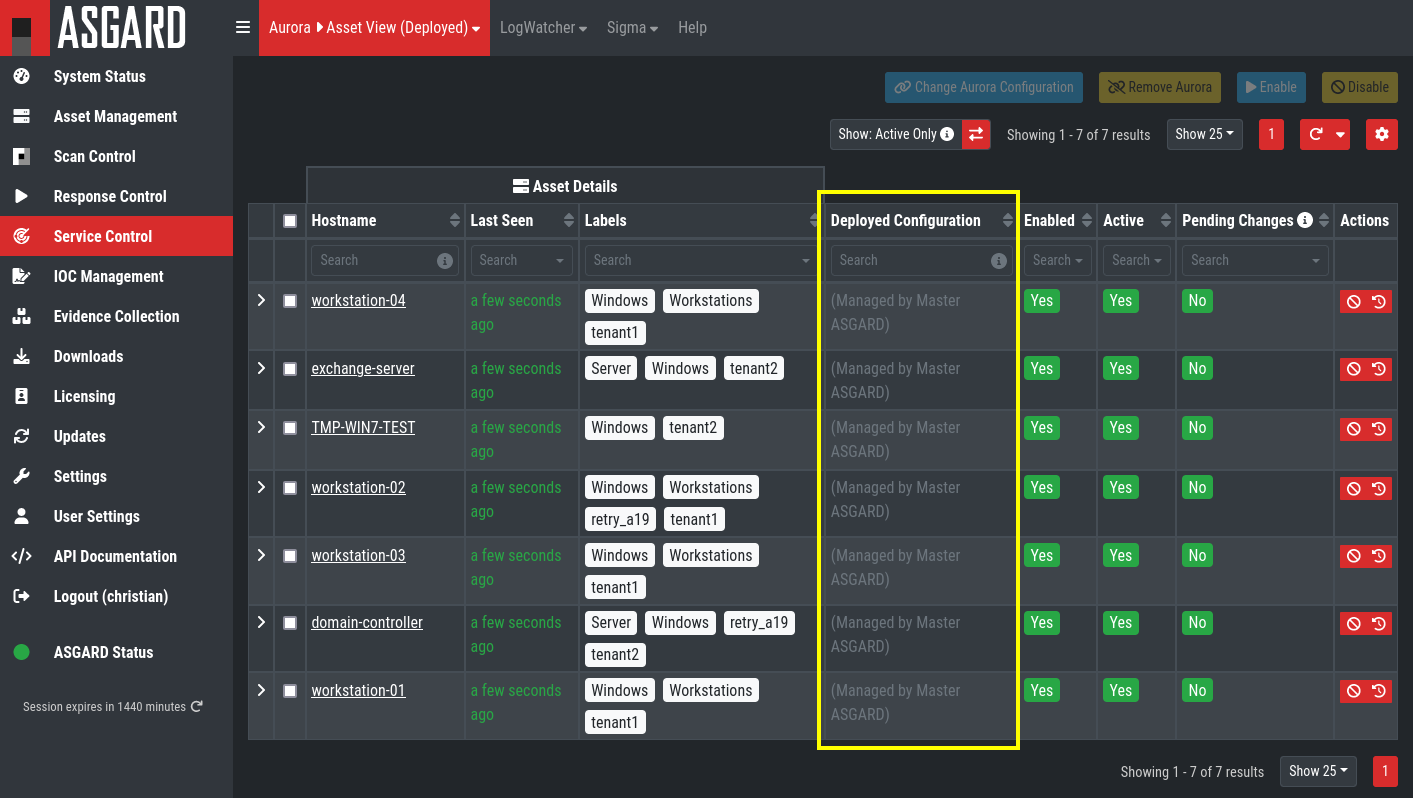 ASGARD
Aurora Asset View (Deployed)
LogWatcher
Sigma
Help
System Status
Asset Management
Scan Control
Response Control
Service Control
IOC Management
Evidence Collection
Downloads
Licensing
Updates
Settings
User Settings
API Documentation
Logout (christian)
ASGARD Status
Session expires in 1440 minutes
Change Aurora Configuration
Remove Aurora
Enable
Disable
Show: Active Only
Showing 1 - 7 of 7 results
Show 25
1
Asset Details
Hostname Last Seen Labels Deployed Configuration Enabled Active Pending Changes Actions
Search Search Search Search Search Search Search
workstation-04 a few seconds Windows Workstations (Managed by Master Yes Yes No
ago tenant1 ASGARD)
exchange-server a few seconds Server Windows tenant2 (Managed by Master Yes Yes No
ago ASGARD)
TMP-WIN7-TEST a few seconds Windows tenant2 (Managed by Master Yes Yes No
ago ASGARD)
workstation-02 a few seconds Windows Workstations (Managed by Master Yes Yes No
ago retry_a19 tenant1 ASGARD)
workstation-03 a few seconds Windows Workstations (Managed by Master Yes Yes No
ago tenant1 ASGARD)
domain-controller a few seconds Server Windows retry_a19 (Managed by Master Yes Yes No
ago tenant2 ASGARD)
workstation-01 a few seconds Windows Workstations (Managed by Master Yes Yes No
ago tenant1 ASGARD)
Showing 1 - 7 of 7 results
Show 25
1